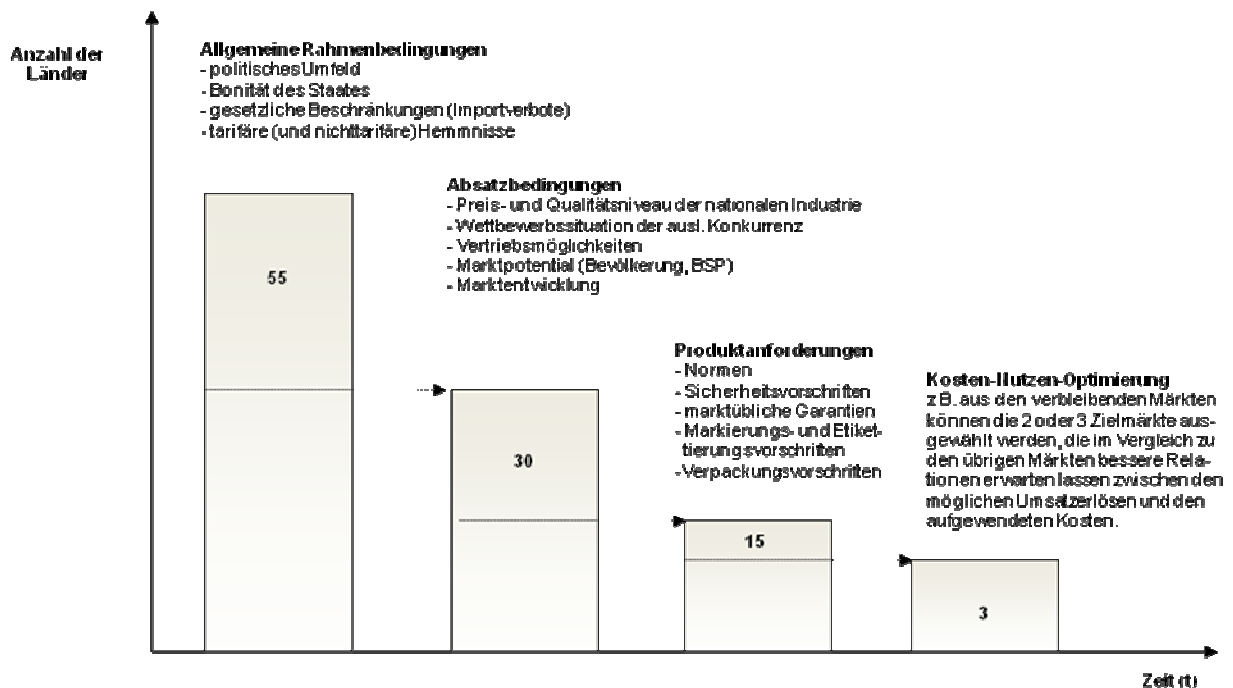 Anzahl der
Länder
Allgemeine Rahmenbedingungen
- politisches Umfeld
- Bonität des Staates
- gesetzliche Beschränkungen (Importverbote)
- tarifäre (und nichttarifäre) Hemmnisse
55
Absatzbedingungen
- Preis- und Qualitätsniveau der nationalen Industrie
- Wettbewerbssituation der ausl. Konkurrenz
- Vertriebsmöglichkeiten
- Marktpotential (Bevölkerung, BSP)
- Marktentwicklung
30
Produktanforderungen
- Normen
- Sicherheitsvorschriften
- marktübliche Garantien
- Markierungs- und Etiket-
tierungsvorschriften
- Verpackungsvorschriften
15
Kosten-Nutzen-Optimierung
z B. aus den verbleibenden Märkten
können die 2 oder 3 Zielmärkte aus-
gewählt werden, die im Vergleich zu
den übrigen Märkten bessere Rela-
tionen erwarten lassen zwischen den
möglichen Umsatzerlösen und den
aufgewendeten Kosten.
3
Zeit (t)